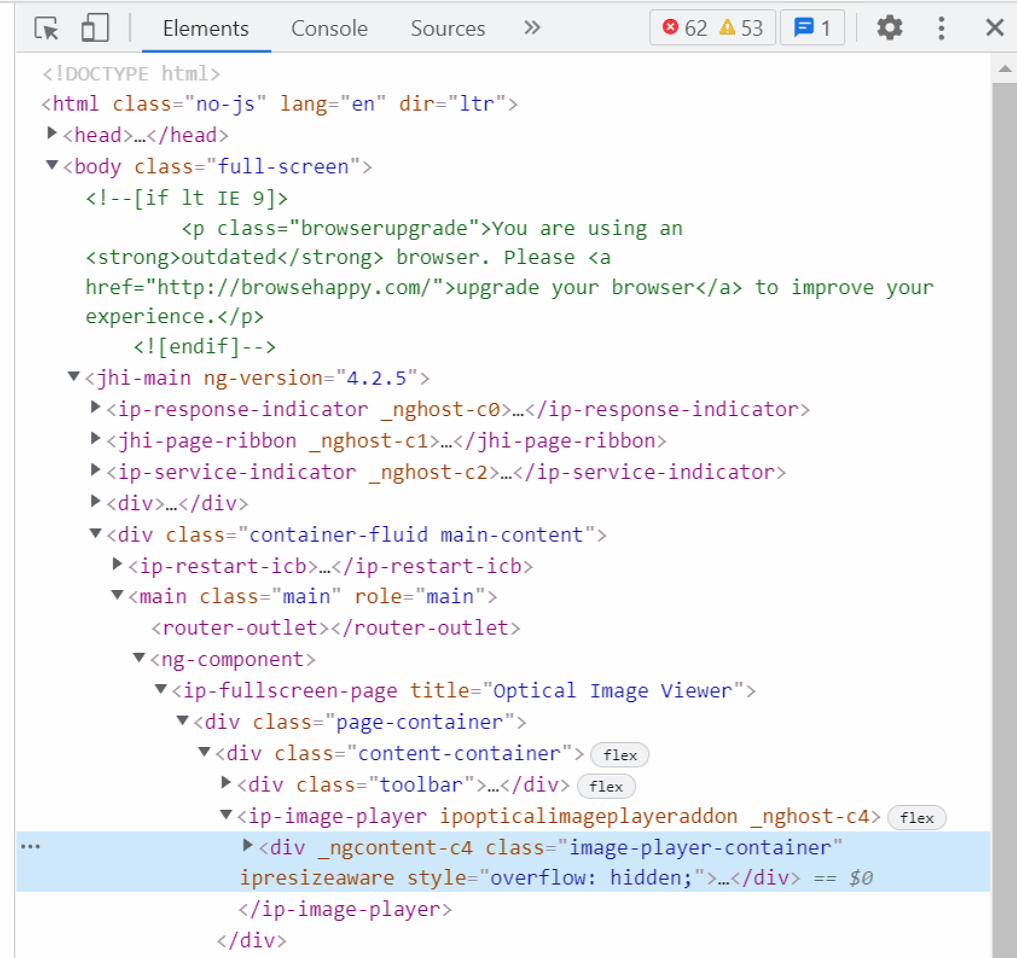 Elements Console Sources » 62 53 1
<!DOCTYPE html>
<html class="no-js" lang="en" dir="ltr">
<head>…</head>
<body class="full-screen">
<!--[if lt IE 9]>
<p class="browserupgrade">You are using an
<strong>outdated</strong> browser. Please <a
href="http://browsehappy.com/">upgrade your browser</a> to improve your
experience.</p>
<![endif]-->
<jhi-main ng-version="4.2.5">
<ip-response-indicator _nghost-c0>…</ip-response-indicator>
<jhi-page-ribbon _nghost-c1>…</jhi-page-ribbon>
<ip-service-indicator _nghost-c2>…</ip-service-indicator>
<div>…</div>
<div class="container-fluid main-content">
<ip-restart-icb>…</ip-restart-icb>
<main class="main" role="main">
<router-outlet></router-outlet>
<ng-component>
<ip-fullscreen-page title="Optical Image Viewer">
<div class="page-container">
<div class="content-container"> flex
<div class="toolbar">…</div> flex
<ip-image-player ipopticalimageplayeraddon _nghost-c4> flex
<div _ngcontent-c4 class="image-player-container"
ipresizeaware style="overflow: hidden;">…</div> == $0
</ip-image-player>
</div>